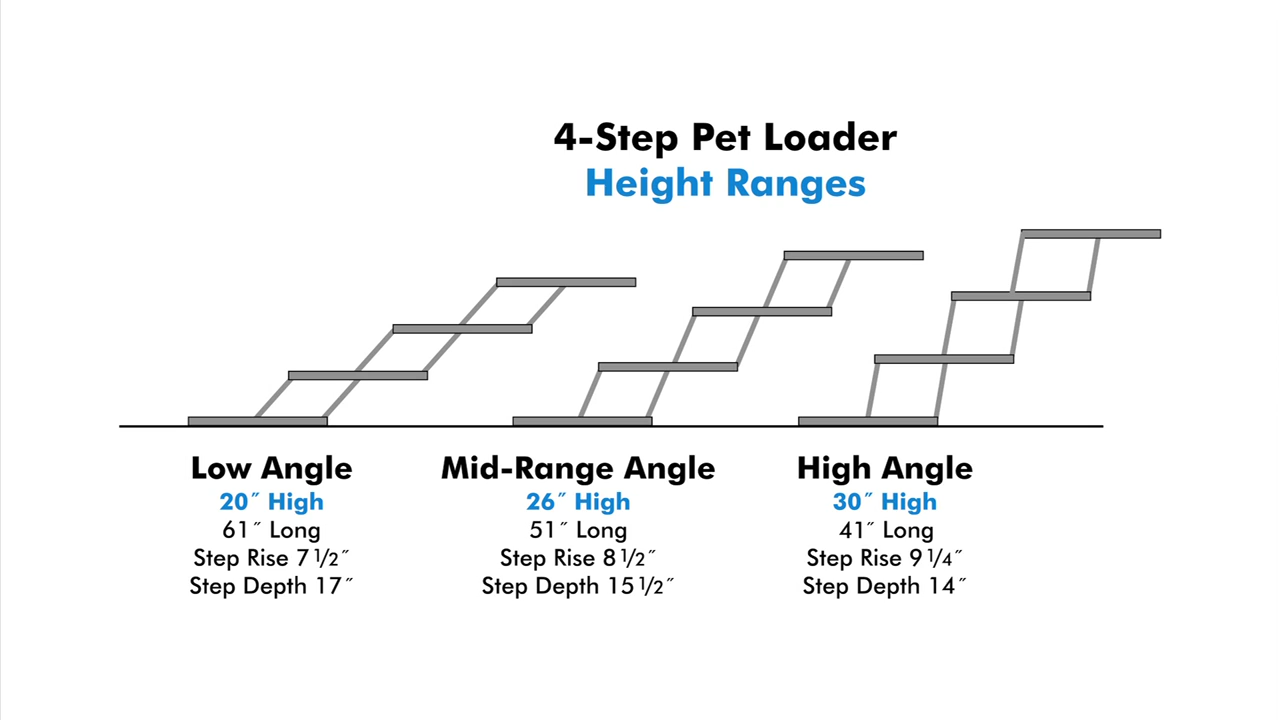 4-Step Pet Loader
Height Ranges
Low Angle
20″ High
61″ Long
Step Rise 7 1/2″
Step Depth 17″
Mid-Range Angle
26″ High
51″ Long
Step Rise 8 1/2″
Step Depth 15 1/2″
High Angle
30″ High
41″ Long
Step Rise 9 1/4″
Step Depth 14″